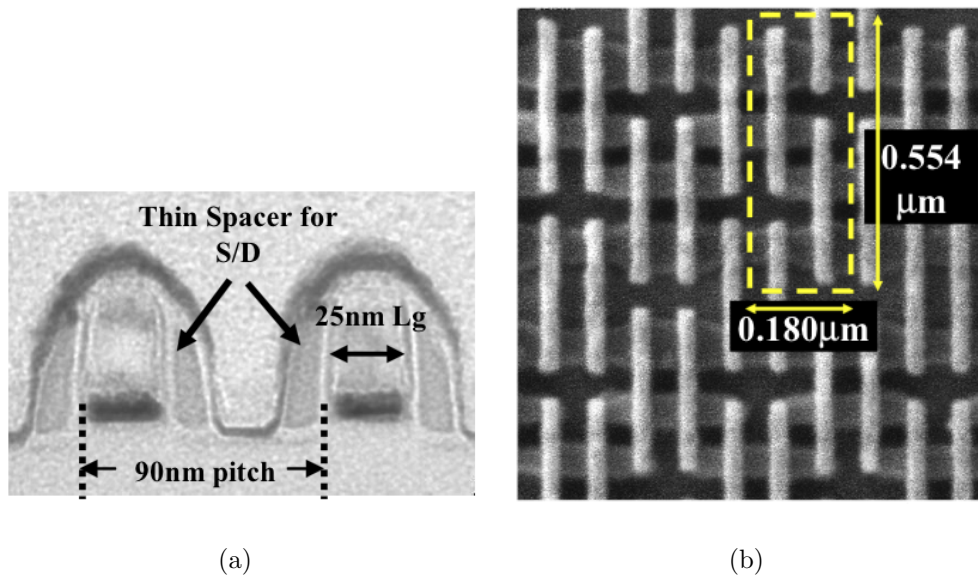 Thin Spacer for
S/D
25nm Lg
90nm pitch
0.554
μm
0.180μm
(a)
(b)